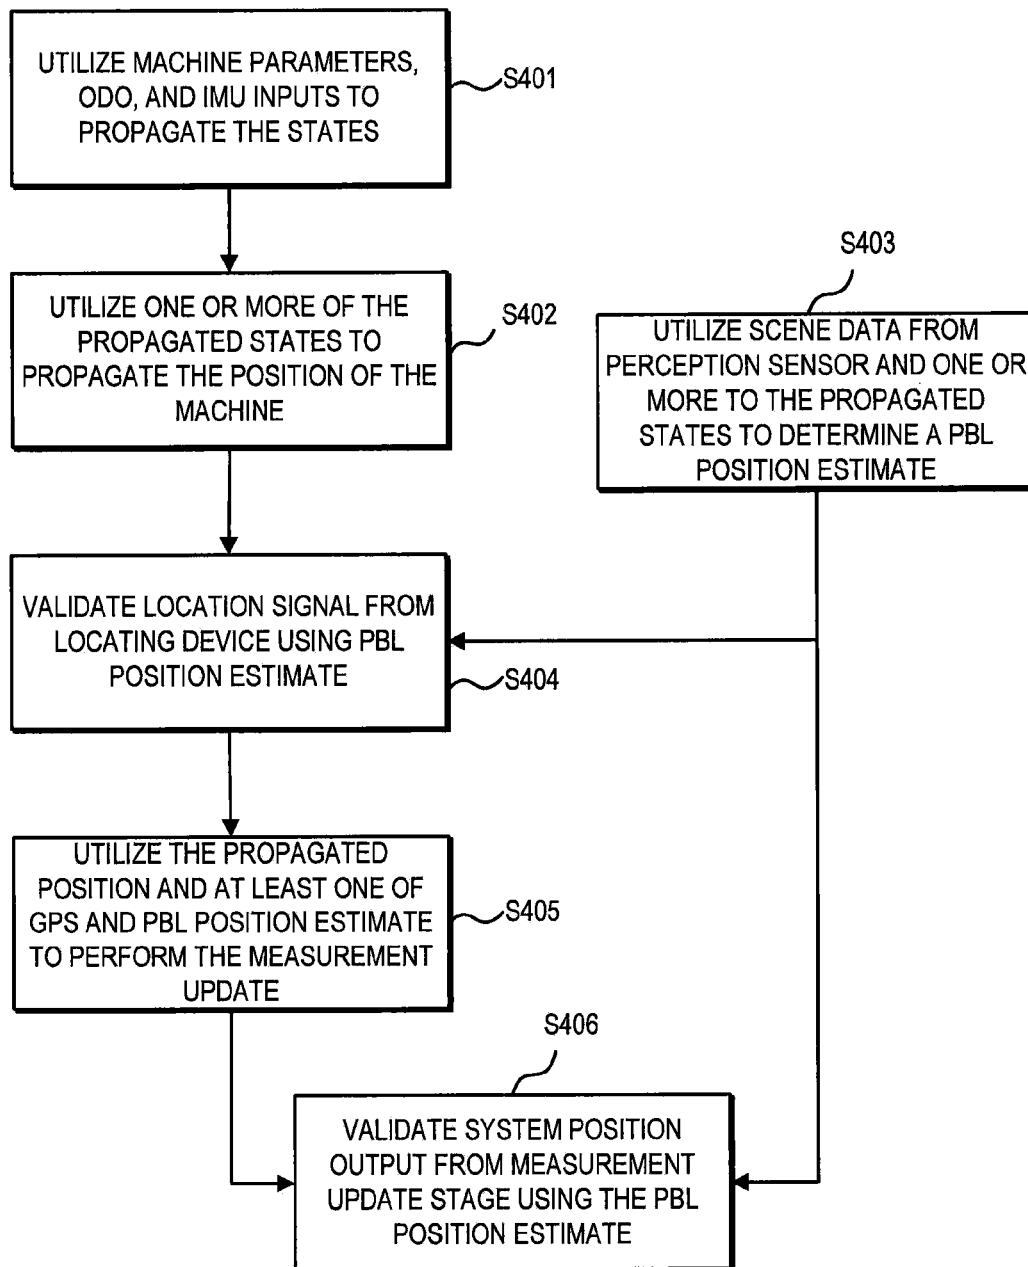 UTILIZE MACHINE PARAMETERS,
ODO, AND IMU INPUTS TO
PROPAGATE THE STATES
S401
UTILIZE ONE OR MORE OF THE
PROPAGATED STATES TO
PROPAGATE THE POSITION OF THE
MACHINE
S402
S403
UTILIZE SCENE DATA FROM
PERCEPTION SENSOR AND ONE OR
MORE TO THE PROPAGATED
STATES TO DETERMINE A PBL
POSITION ESTIMATE
VALIDATE LOCATION SIGNAL FROM
LOCATING DEVICE USING PBL
POSITION ESTIMATE
S404
UTILIZE THE PROPAGATED
POSITION AND AT LEAST ONE OF
GPS AND PBL POSITION ESTIMATE
TO PERFORM THE MEASUREMENT
UPDATE
S405
S406
VALIDATE SYSTEM POSITION
OUTPUT FROM MEASUREMENT
UPDATE STAGE USING THE PBL
POSITION ESTIMATE